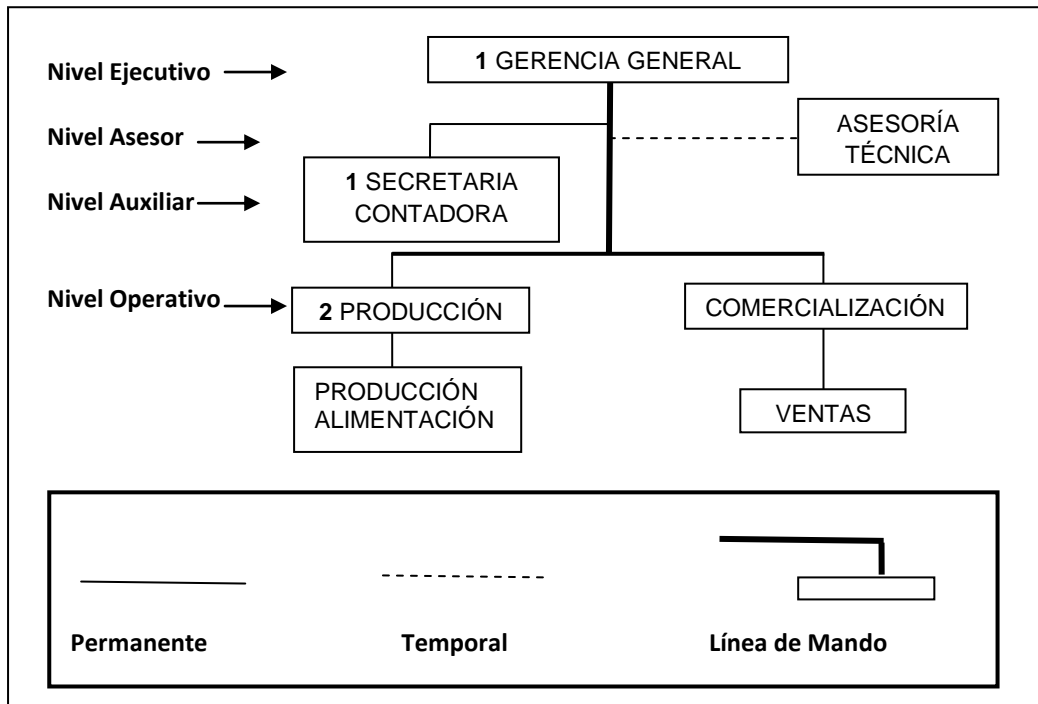 Nivel Ejecutivo
1 GERENCIA GENERAL
Nivel Asesor
ASESORÍA
TÉCNICA
Nivel Auxiliar
1 SECRETARIA
CONTADORA
Nivel Operativo
2 PRODUCCIÓN
COMERCIALIZACIÓN
PRODUCCIÓN
ALIMENTACIÓN
VENTAS
Permanente
Temporal
Línea de Mando